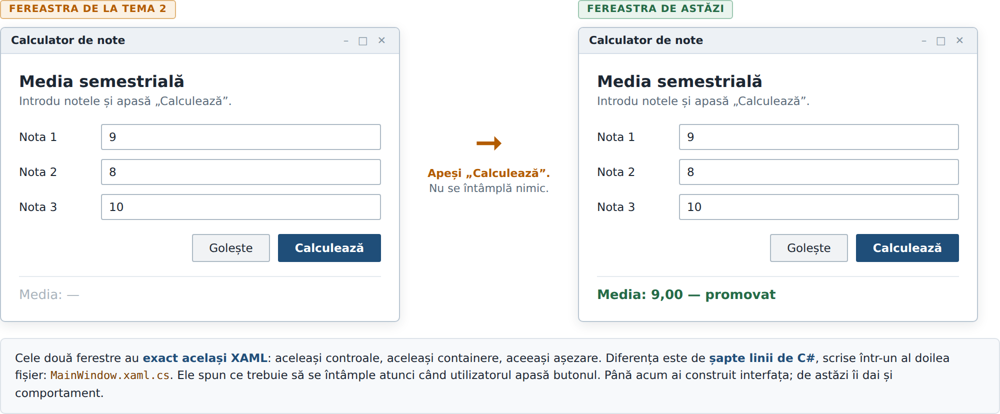 FEREASTRA DE LA TEMA 2
Calculator de note
– □ ✕
Media semestrială
Introdu notele și apasă „Calculează”.
Nota 1
9
Nota 2
8
Nota 3
10
Golește
Calculează
Media: —
→
Apeși „Calculează”.
Nu se întâmplă nimic.
FEREASTRA DE ASTĂZI
Calculator de note
– □ ✕
Media semestrială
Introdu notele și apasă „Calculează”.
Nota 1
9
Nota 2
8
Nota 3
10
Golește
Calculează
Media: 9,00 — promovat
Cele două ferestre au exact același XAML: aceleași controale, aceleași containere, aceeași așezare. Diferența este de șapte linii de C#, scrise într-un al doilea
fișier: MainWindow.xaml.cs. Ele spun ce trebuie să se întâmple atunci când utilizatorul apasă butonul. Până acum ai construit interfața; de astăzi îi dai și
comportament.